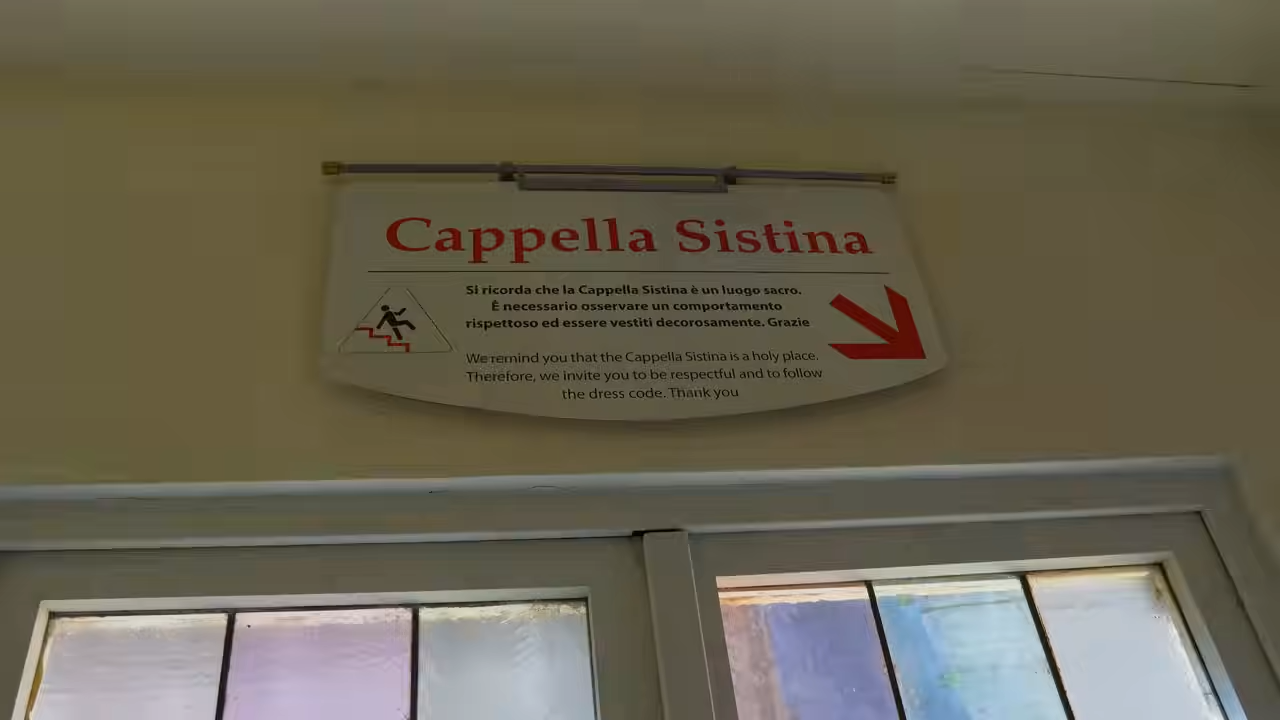 Cappella Sistina
Si ricorda che la Cappella Sistina è un luogo sacro.
È necessario osservare un comportamento
rispettoso ed essere vestiti decorosamente. Grazie
We remind you that the Cappella Sistina is a holy place.
Therefore, we invite you to be respectful and to follow
the dress code. Thank you